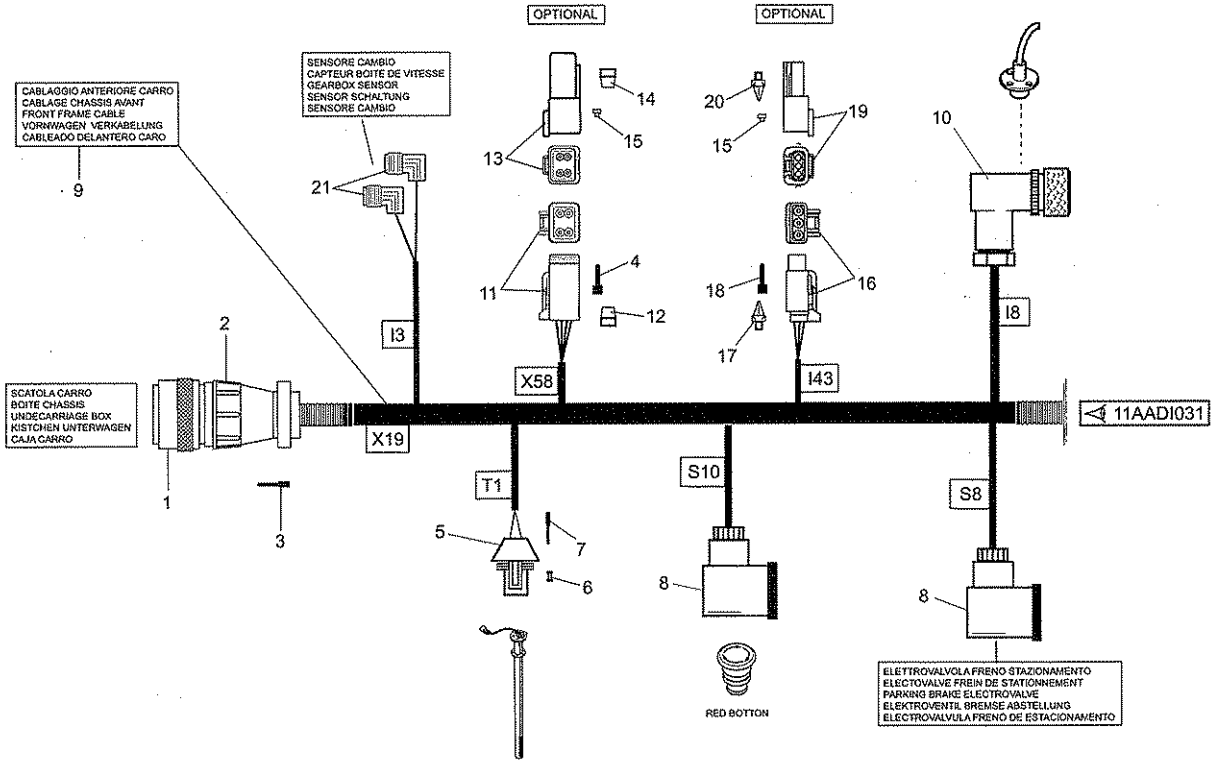 OPTIONAL
OPTIONAL
CABLAGGIO ANTERIORE CARRO
CABLAGE CHASSIS AVANT
FRONT FRAME CABLE
VORNWAGEN VERKABELUNG
CABLEADO DELANTERO CARO
9
SENSORE CAMBIO
CAPTEUR BOITE DE VITESSE
GEARBOX SENSOR
SENSOR SCHALTUNG
SENSORE CAMBIO
21
14
15
13
20
15
19
10
11
4
12
18
17
16
I3
X58
I43
I8
2
SCATOLA CARRO
BOITE CHASSIS
UNDECARRIAGE BOX
KISTCHEN UNTERWAGEN
CAJA CARRO
X19
11AADI031
1
3
T1
S10
S8
5
7
6
8
8
RED BOTTON
ELETTROVALVOLA FRENO STAZIONAMENTO
ELECTOVALVE FREIN DE STATIONNEMENT
PARKING BRAKE ELECTROVALVE
ELEKTROVENTIL BREMSE ABSTELLUNG
ELECTROVALVULA FRENO DE ESTACIONAMENTO